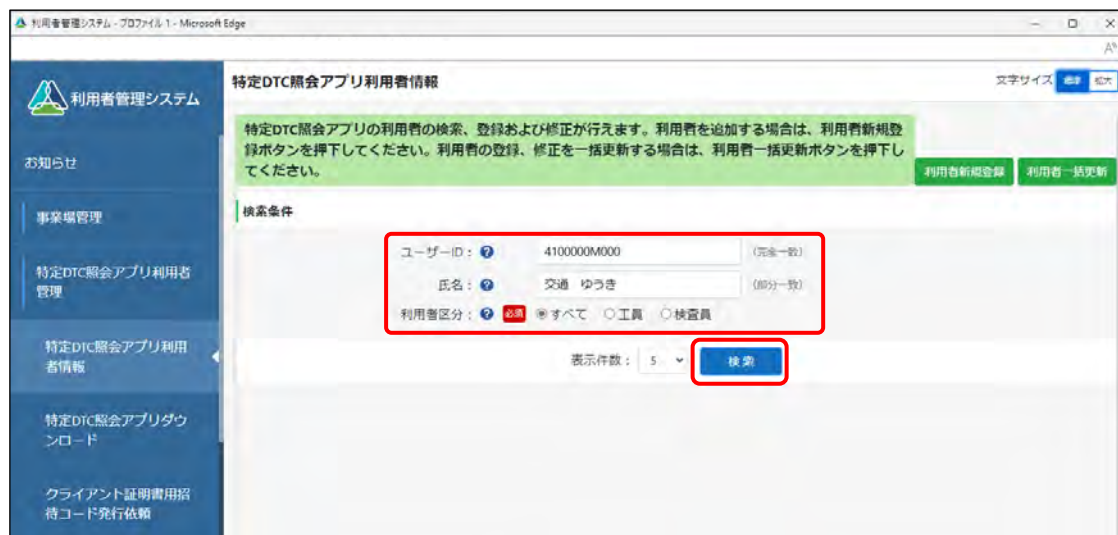 利用者管理システム - プロファイル 1 - Microsoft Edge
利用者管理システム
特定DTC照会アプリ利用者情報
文字サイズ 標準 拡大
特定DTC照会アプリの利用者の検索、登録および修正が行えます。利用者を追加する場合は、利用者新規登
録ボタンを押下してください。利用者の登録、修正を一括更新する場合は、利用者一括更新ボタンを押下し
てください。
利用者新規登録 利用者一括更新
お知らせ
事業場管理
特定DTC照会アプリ利用者
管理
特定DTC照会アプリ利用
者情報
特定DTC照会アプリダウ
ンロード
クライアント証明書用招
待コード発行依頼
検索条件
ユーザーID: ? 4100000M000 (完全一致)
氏名: ? 交通 ゆうき (部分一致)
利用者区分: ? 必須 すべて 工員 検査員
表示件数: 5 検索